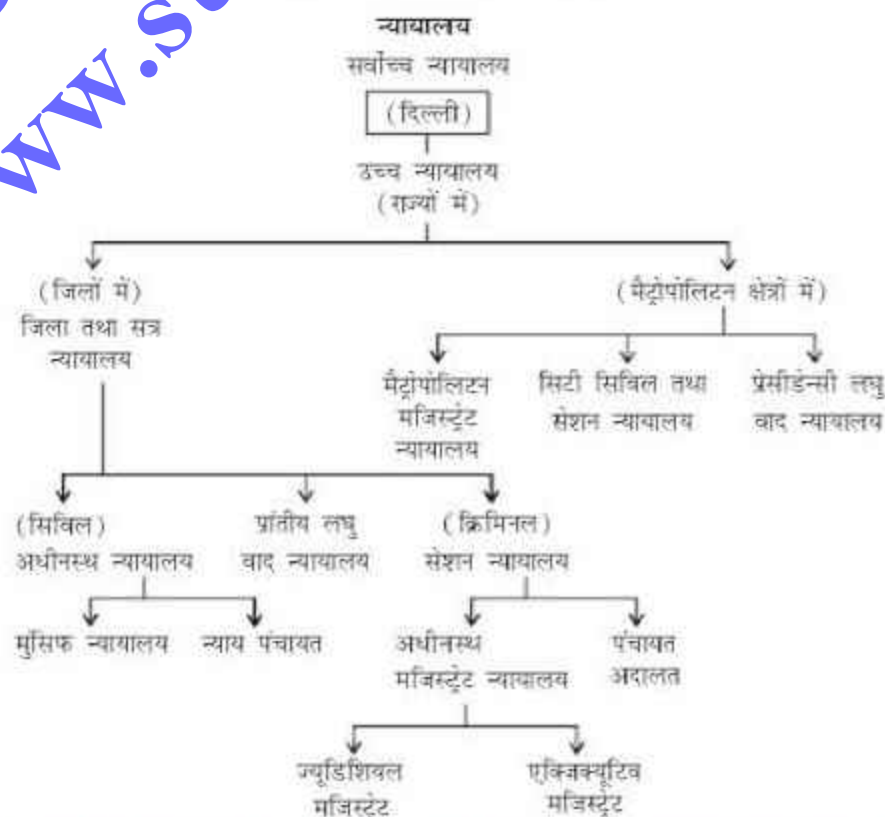 www.su
न्यायालय
सर्वोच्च न्यायालय
(दिल्ली)
उच्च न्यायालय
(राज्यों में)
(जिलों में)
जिला तथा सत्र
न्यायालय
(मैट्रोपोलिटन क्षेत्रों में)
मैट्रोपोलिटन
मजिस्ट्रेट
न्यायालय
सिटी सिविल तथा
सेशन न्यायालय
प्रेसीडेन्सी लघु
वाद न्यायालय
(सिविल)
अधीनस्थ न्यायालय
प्रांतीय लघु
वाद न्यायालय
(क्रिमिनल)
सेशन न्यायालय
मुंसिफ न्यायालय
न्याय पंचायत
अधीनस्थ
मजिस्ट्रेट न्यायालय
पंचायत
अदालत
ज्यूडिशियल
मजिस्टेट
एक्जिक्यूटिव
मजिस्ट्रेट